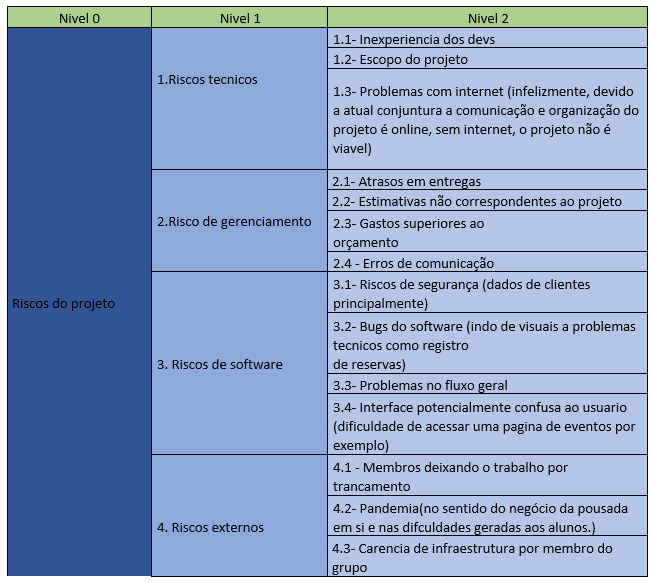 Nivel 0
Nivel 1
Nivel 2
Riscos do projeto
1.Riscos tecnicos
1.1- Inexperiencia dos devs
1.2- Escopo do projeto
1.3- Problemas com internet (infelizmente, devido
a atual conjuntura a comunicação e organização do
projeto é online, sem internet, o projeto não é
viavel)
2.Risco de gerenciamento
2.1- Atrasos em entregas
2.2- Estimativas não correspondentes ao projeto
2.3- Gastos superiores ao
orçamento
2.4 - Erros de comunicação
3. Riscos de software
3.1- Riscos de segurança (dados de clientes
principalmente)
3.2- Bugs do software (indo de visuais a problemas
tecnicos como registro
de reservas)
3.3- Problemas no fluxo geral
3.4- Interface potencialmente confusa ao usuario
(dificuldade de acessar uma pagina de eventos por
exemplo)
4. Riscos externos
4.1 - Membros deixando o trabalho por
trancamento
4.2- Pandemia(no sentido do negócio da pousada
em si e nas difculdades geradas aos alunos.)
4.3- Carencia de infraestrutura por membro do
grupo